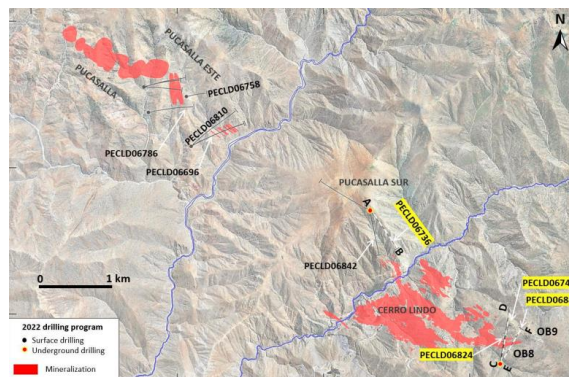 N
PUCASALLA ESTE
PUCASALLA
PECLD06758
PECLD06810
PECLD06786
PECLD06696
PUCASALLA SUR
A
PECLD06736
B
PECLD06842
0 1 km
CERRO LINDO
PECLD0674
PECLD068
D
F
OB9
OB8
PECLD06824
C
E
2022 drilling program
Surface drilling
Underground drilling
Mineralization